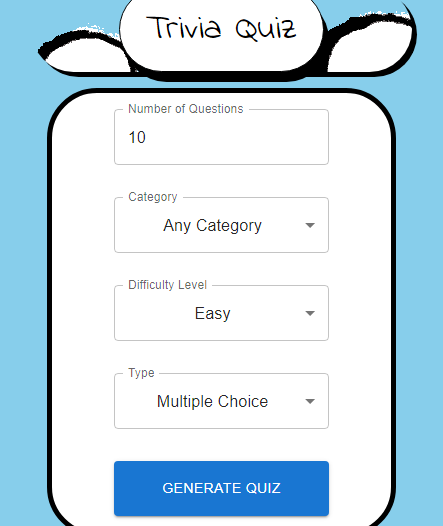 Trivia Quiz
Number of Questions
10
Category
Any Category
Difficulty Level
Easy
Type
Multiple Choice
GENERATE QUIZ